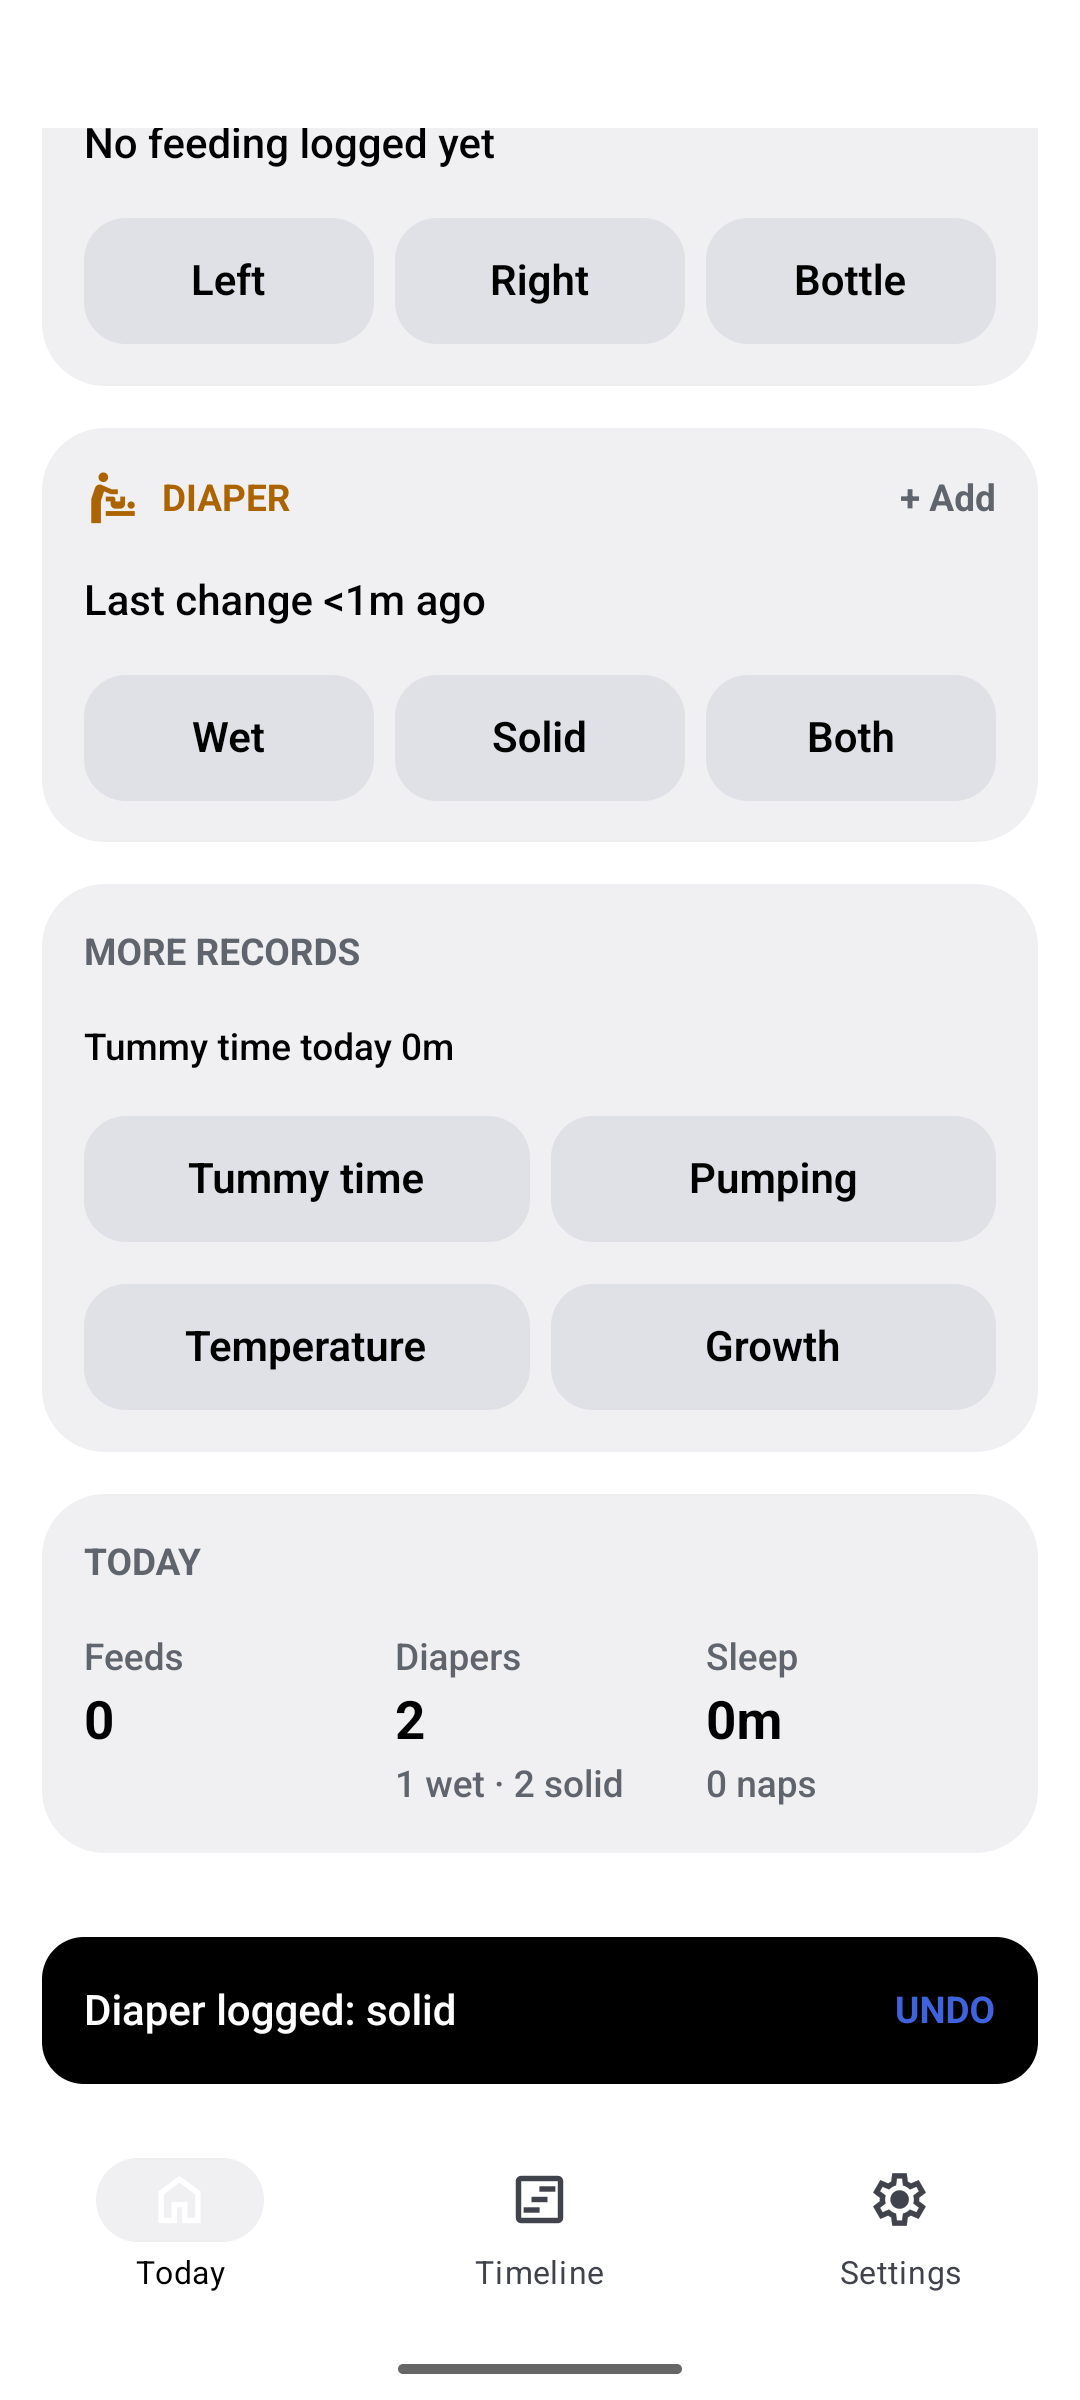 No feeding logged yet
Left
Right
Bottle
DIAPER
+ Add
Last change <1m ago
Wet
Solid
Both
MORE RECORDS
Tummy time today 0m
Tummy time
Pumping
Temperature
Growth
TODAY
Feeds
Diapers
Sleep
0
2
0m
1 wet · 2 solid
0 naps
Diaper logged: solid
UNDO
Today
Timeline
Settings